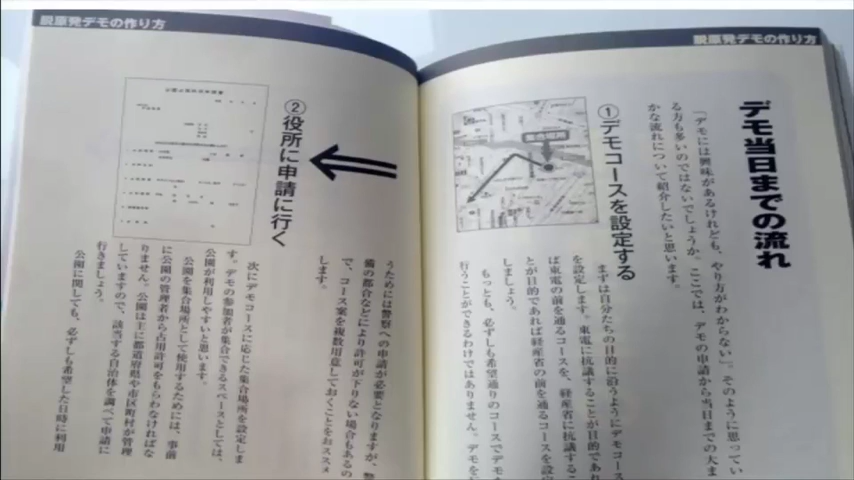 脱原発デモの作り方
デモ当日までの流れ
「デモには興味があるけれども、やり方がわからない」。そのように思ってい
る方も多いのではないでしょうか。ここでは、デモの申請から当日までの大ま
かな流れについて紹介したいと思います。
①デモコースを設定する
まずは自分たちの目的に沿うようにデモコース
を設定します。東電に抗議することが目的であれ
ば東電の前を通るコースを、経産省に抗議するこ
とが目的であれば経産省の前を通るコースを設定
しましょう。
もっとも、必ずしも希望通りのコースでデモを
行うことができるわけではありません。デモを
脱原発デモの作り方
うためには警察への申請が必要となりますが、警
備の都合などにより許可が下りない場合もあるの
で、コース案を複数用意しておくことをおススメ
します。
②役所に申請に行く
次にデモコースに応じた集合場所を設定しま
す。デモの参加者が集合できるスペースとしては、
公園が利用しやすいと思います。
公園を集合場所として使用するためには、事前
に公園の管理者から占用許可をもらわなければな
りません。公園は主に都道府県や市区町村が管理
していますので、該当する自治体を調べて申請に
行きましょう。
公園に関しても、必ずしも希望した日時に利用